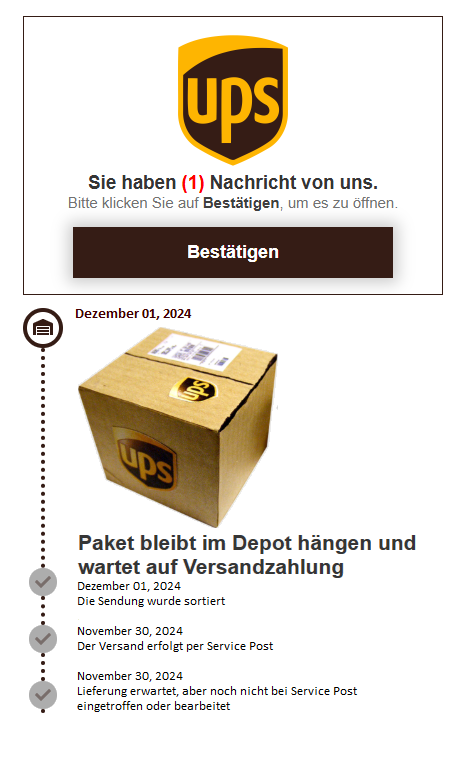 ups
Sie haben (1) Nachricht von uns.
Bitte klicken Sie auf Bestätigen, um es zu öffnen.
Bestätigen
Dezember 01, 2024
ups
ups
Paket bleibt im Depot hängen und
wartet auf Versandzahlung
Dezember 01, 2024
Die Sendung wurde sortiert
November 30, 2024
Der Versand erfolgt per Service Post
November 30, 2024
Lieferung erwartet, aber noch nicht bei Service Post
eingetroffen oder bearbeitet